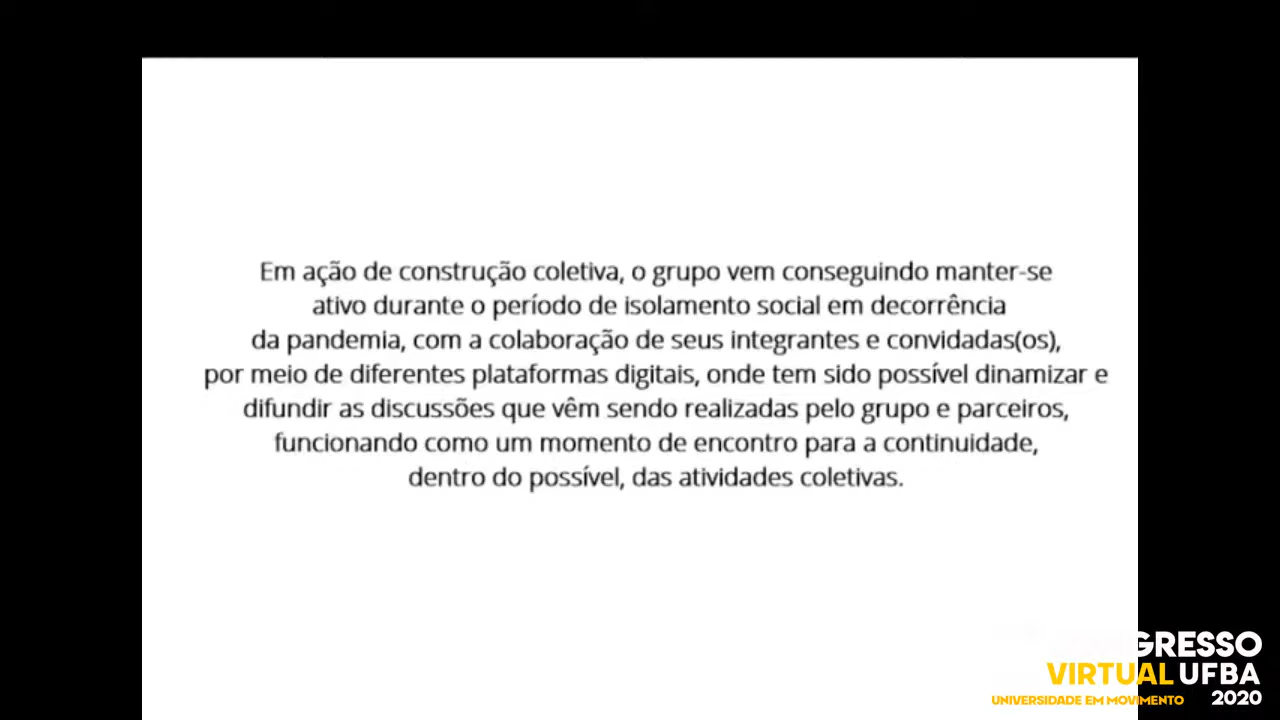 Em ação de construção coletiva, o grupo vem conseguindo manter-se
ativo durante o período de isolamento social em decorrência
da pandemia, com a colaboração de seus integrantes e convidadas(os),
por meio de diferentes plataformas digitais, onde tem sido possível dinamizar e
difundir as discussões que vêm sendo realizadas pelo grupo e parceiros,
funcionando como um momento de encontro para a continuidade,
dentro do possível, das atividades coletivas.
GRESSO
VIRTUAL UFBA
UNIVERSIDADE EM MOVIMENTO 2020